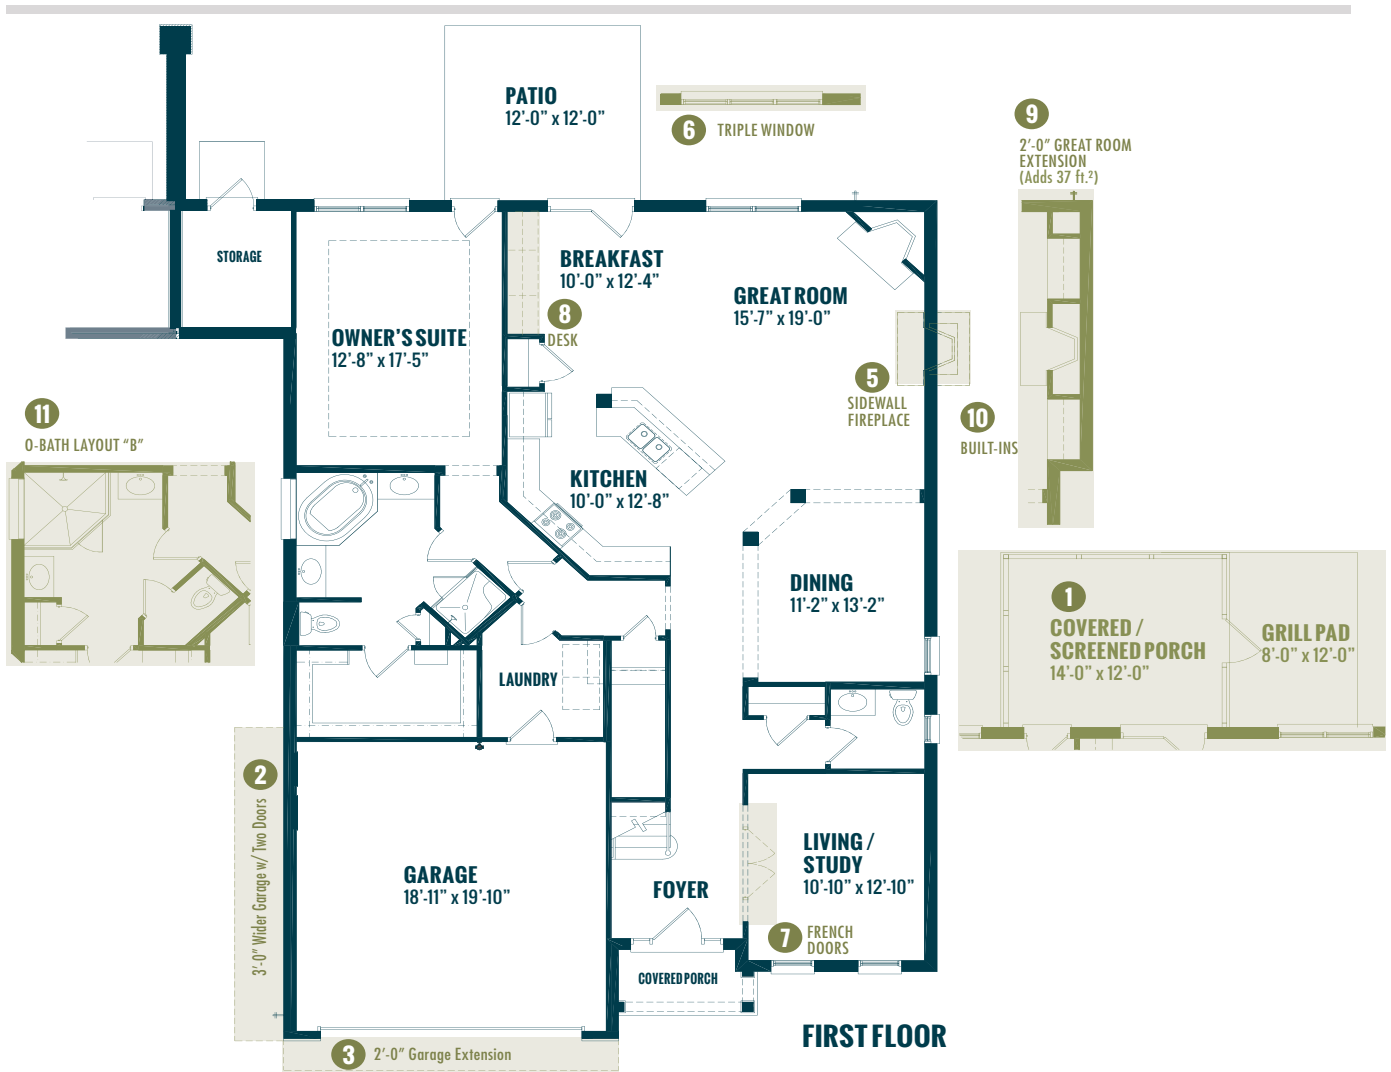 PATIO
12'-0" x 12'-0"
6 TRIPLE WINDOW
9
2'-0" GREAT ROOM
EXTENSION
(Adds 37 ft.²)
STORAGE
BREAKFAST
10'-0" x 12'-4"
8
DESK
GREAT ROOM
15'-7" x 19'-0"
OWNER'S SUITE
12'-8" x 17'-5"
5
SIDEWALL
FIREPLACE
10
BUILT-INS
11
O-BATH LAYOUT “B”
KITCHEN
10'-0" x 12'-8"
DINING
11'-2" x 13'-2"
1
COVERED /
SCREENED PORCH
14'-0" x 12'-0"
GRILL PAD
8'-0" x 12'-0"
LAUNDRY
2
3'-0" Wider Garage w/ Two Doors
GARAGE
18'-11" x 19'-10"
FOYER
LIVING /
STUDY
10'-10" x 12'-10"
7 FRENCH
DOORS
COVERED PORCH
FIRST FLOOR
3 2'-0" Garage Extension